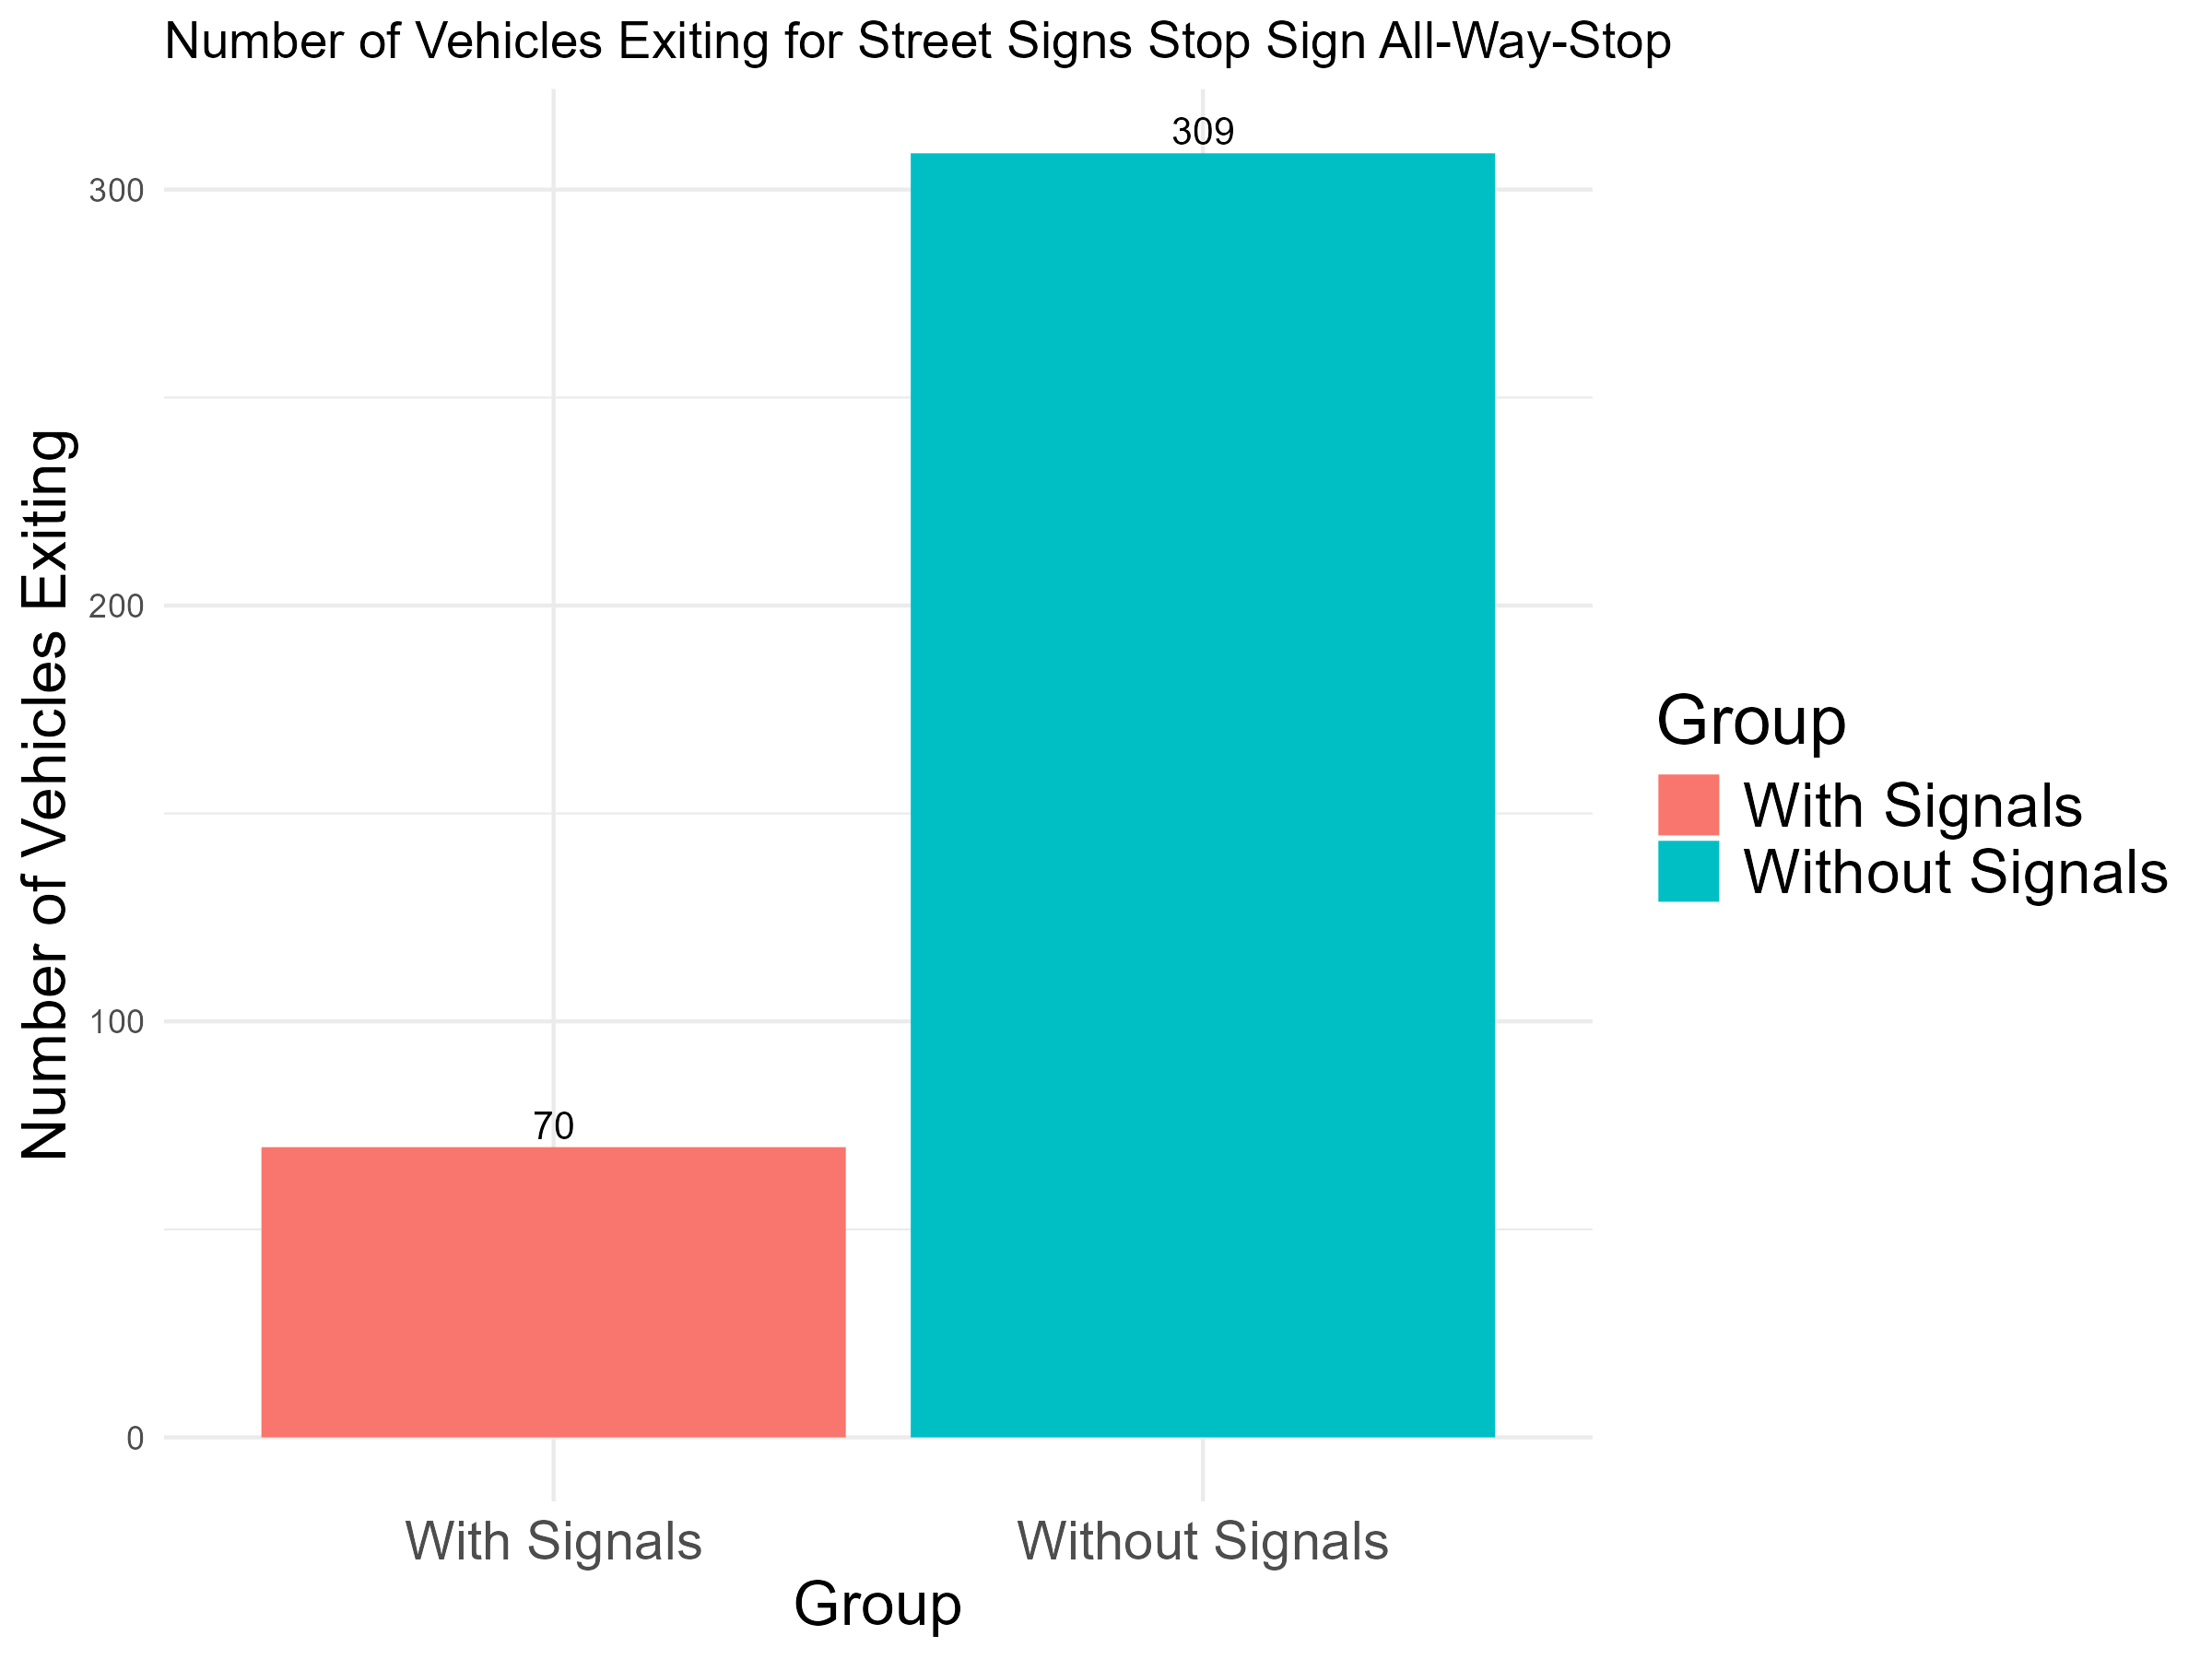 Number of Vehicles Exiting for Street Signs Stop Sign All-Way-Stop
Number of Vehicles Exiting
300
200
100
0
309
70
With Signals
Without Signals
Group
Group
With Signals
Without Signals